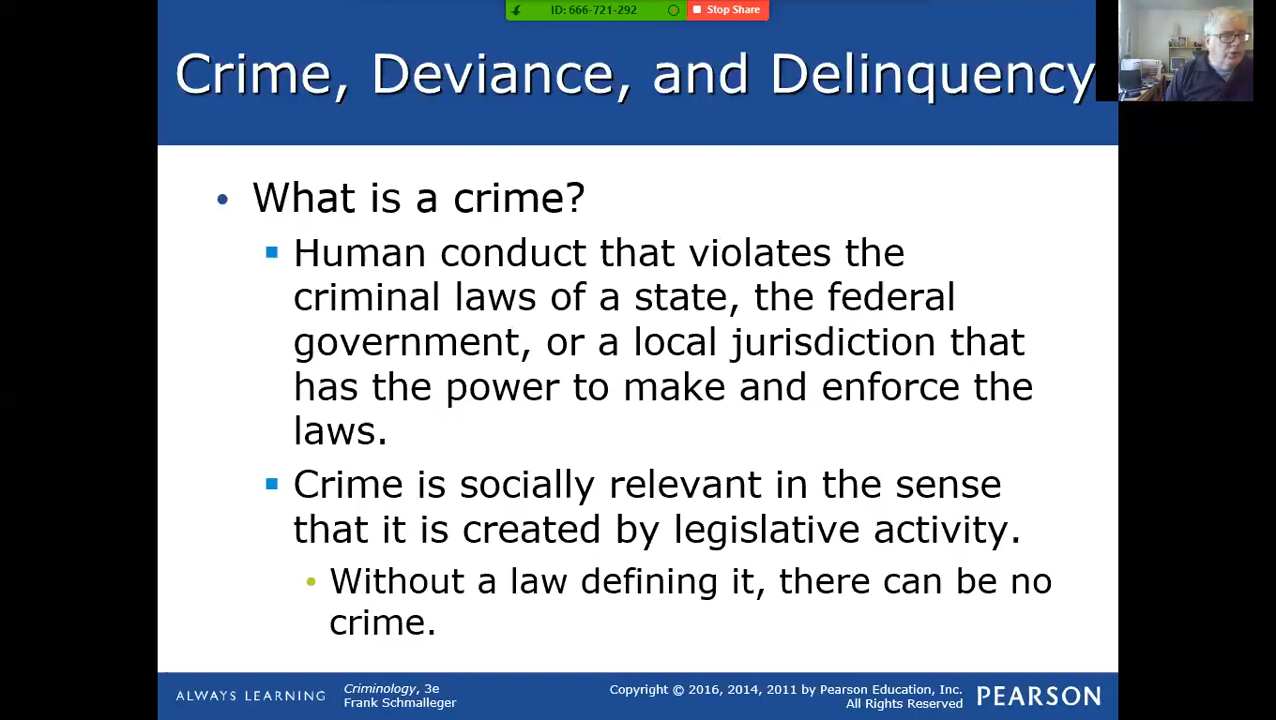 ID: 666-721-292
Stop Share
Crime, Deviance, and Delinquency
• What is a crime?
▪ Human conduct that violates the
criminal laws of a state, the federal
government, or a local jurisdiction that
has the power to make and enforce the
laws.
▪ Crime is socially relevant in the sense
that it is created by legislative activity.
• Without a law defining it, there can be no
crime.
ALWAYS LEARNING
Criminology, 3e
Frank Schmalleger
Copyright © 2016, 2014, 2011 by Pearson Education, Inc.
All Rights Reserved
PEARSON